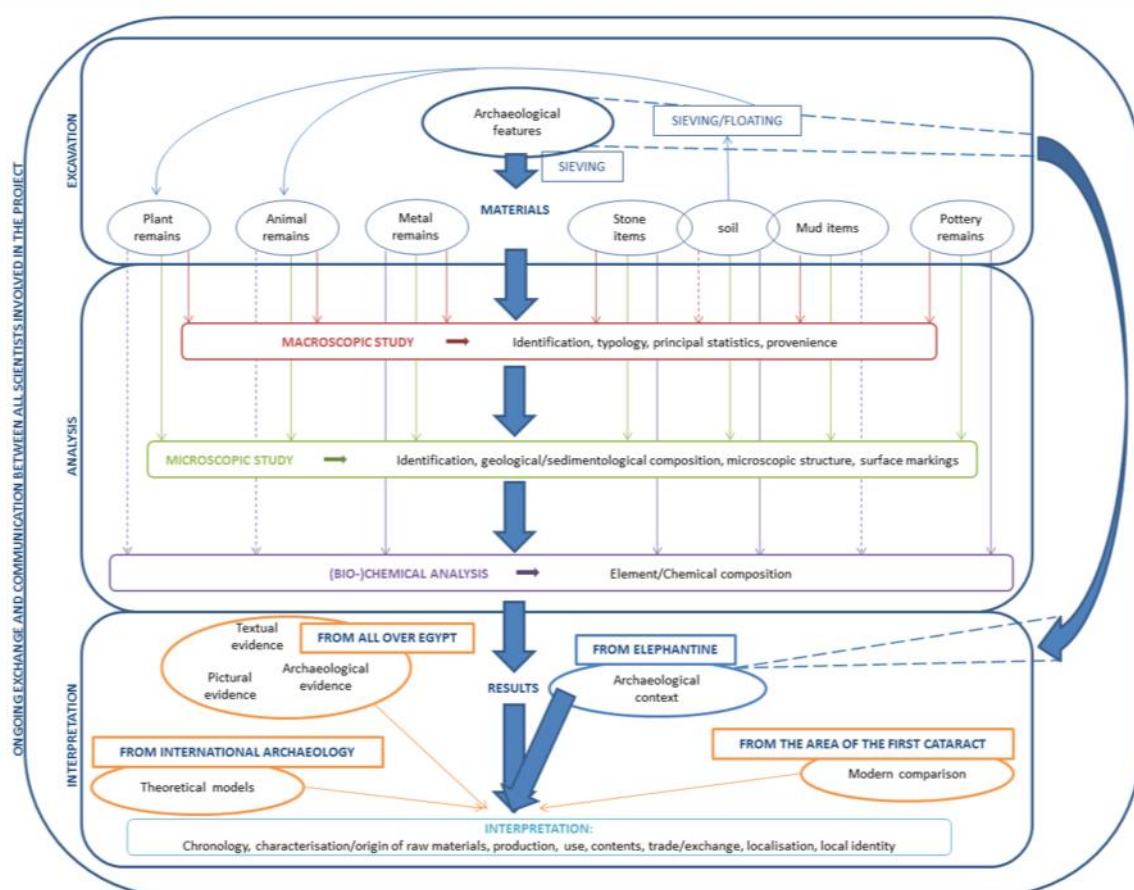 ONGOING EXCHANGE AND COMMUNICATION BETWEEN ALL SCIENTISTS INVOLVED IN THE PROJECT
EXCAVATION
Archaeological
features
SIEVING/FLOATING
SIEVING
MATERIALS
Plant
remains
Animal
remains
Metal
remains
Stone
items
soil
Mud items
Pottery
remains
ANALYSIS
MACROSCOPIC STUDY
Identification, typology, principal statistics, provenience
MICROSCOPIC STUDY
Identification, geological/sedimentological composition, microscopic structure, surface markings
(BIO-)CHEMICAL ANALYSIS
Element/Chemical composition
INTERPRETATION
Textual
evidence
FROM ALL OVER EGYPT
Pictural
evidence
Archaeological
evidence
RESULTS
FROM ELEPHANTINE
Archaeological
context
FROM INTERNATIONAL ARCHAEOLOGY
Theoretical models
FROM THE AREA OF THE FIRST CATARACT
Modern comparison
INTERPRETATION:
Chronology, characterisation/origin of raw materials, production, use, contents, trade/exchange, localisation, local identity